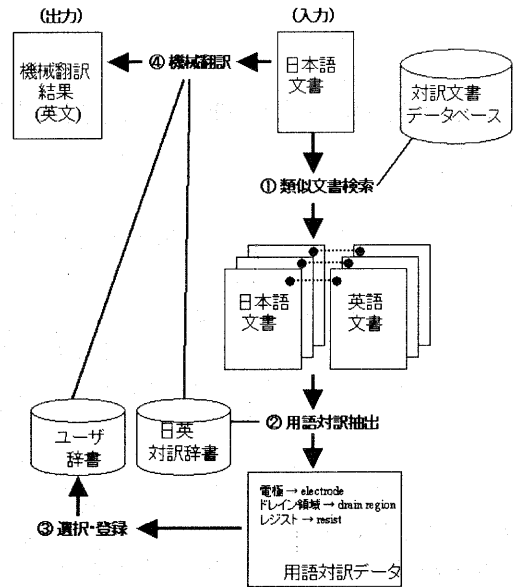 (出力)
(入力)
機械翻訳
結果
(英文)
④ 機械翻訳
日本語
文書
対訳文書
データベース
① 類似文書検索
日本語
文書
英語
文書
ユーザ
辞書
日英
対訳辞書
② 用語対訳抽出
電極 → electrode
ドレイン領域 → drain region
レジスト → resist
用語対訳データ
③ 選択・登録